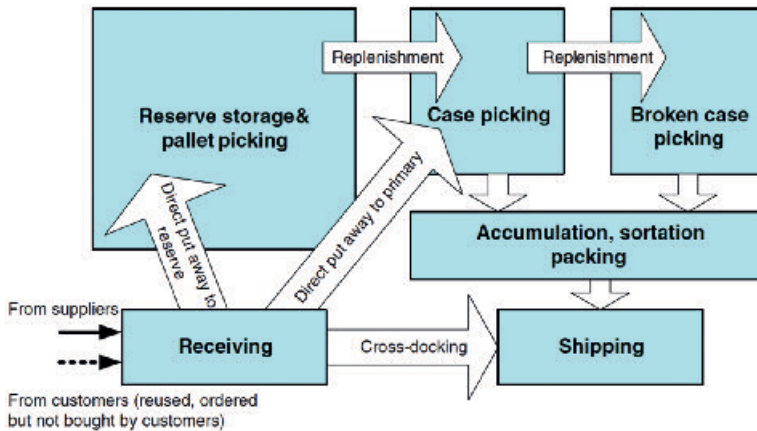 Replenishment
Replenishment
Reserve storage&
pallet picking
Case picking
Broken case
picking
Direct put away to
reserve
Direct put away to primary
Accumulation, sortation
packing
From suppliers
Receiving
Cross-docking
Shipping
From customers (reused, ordered
but not bought by customers)